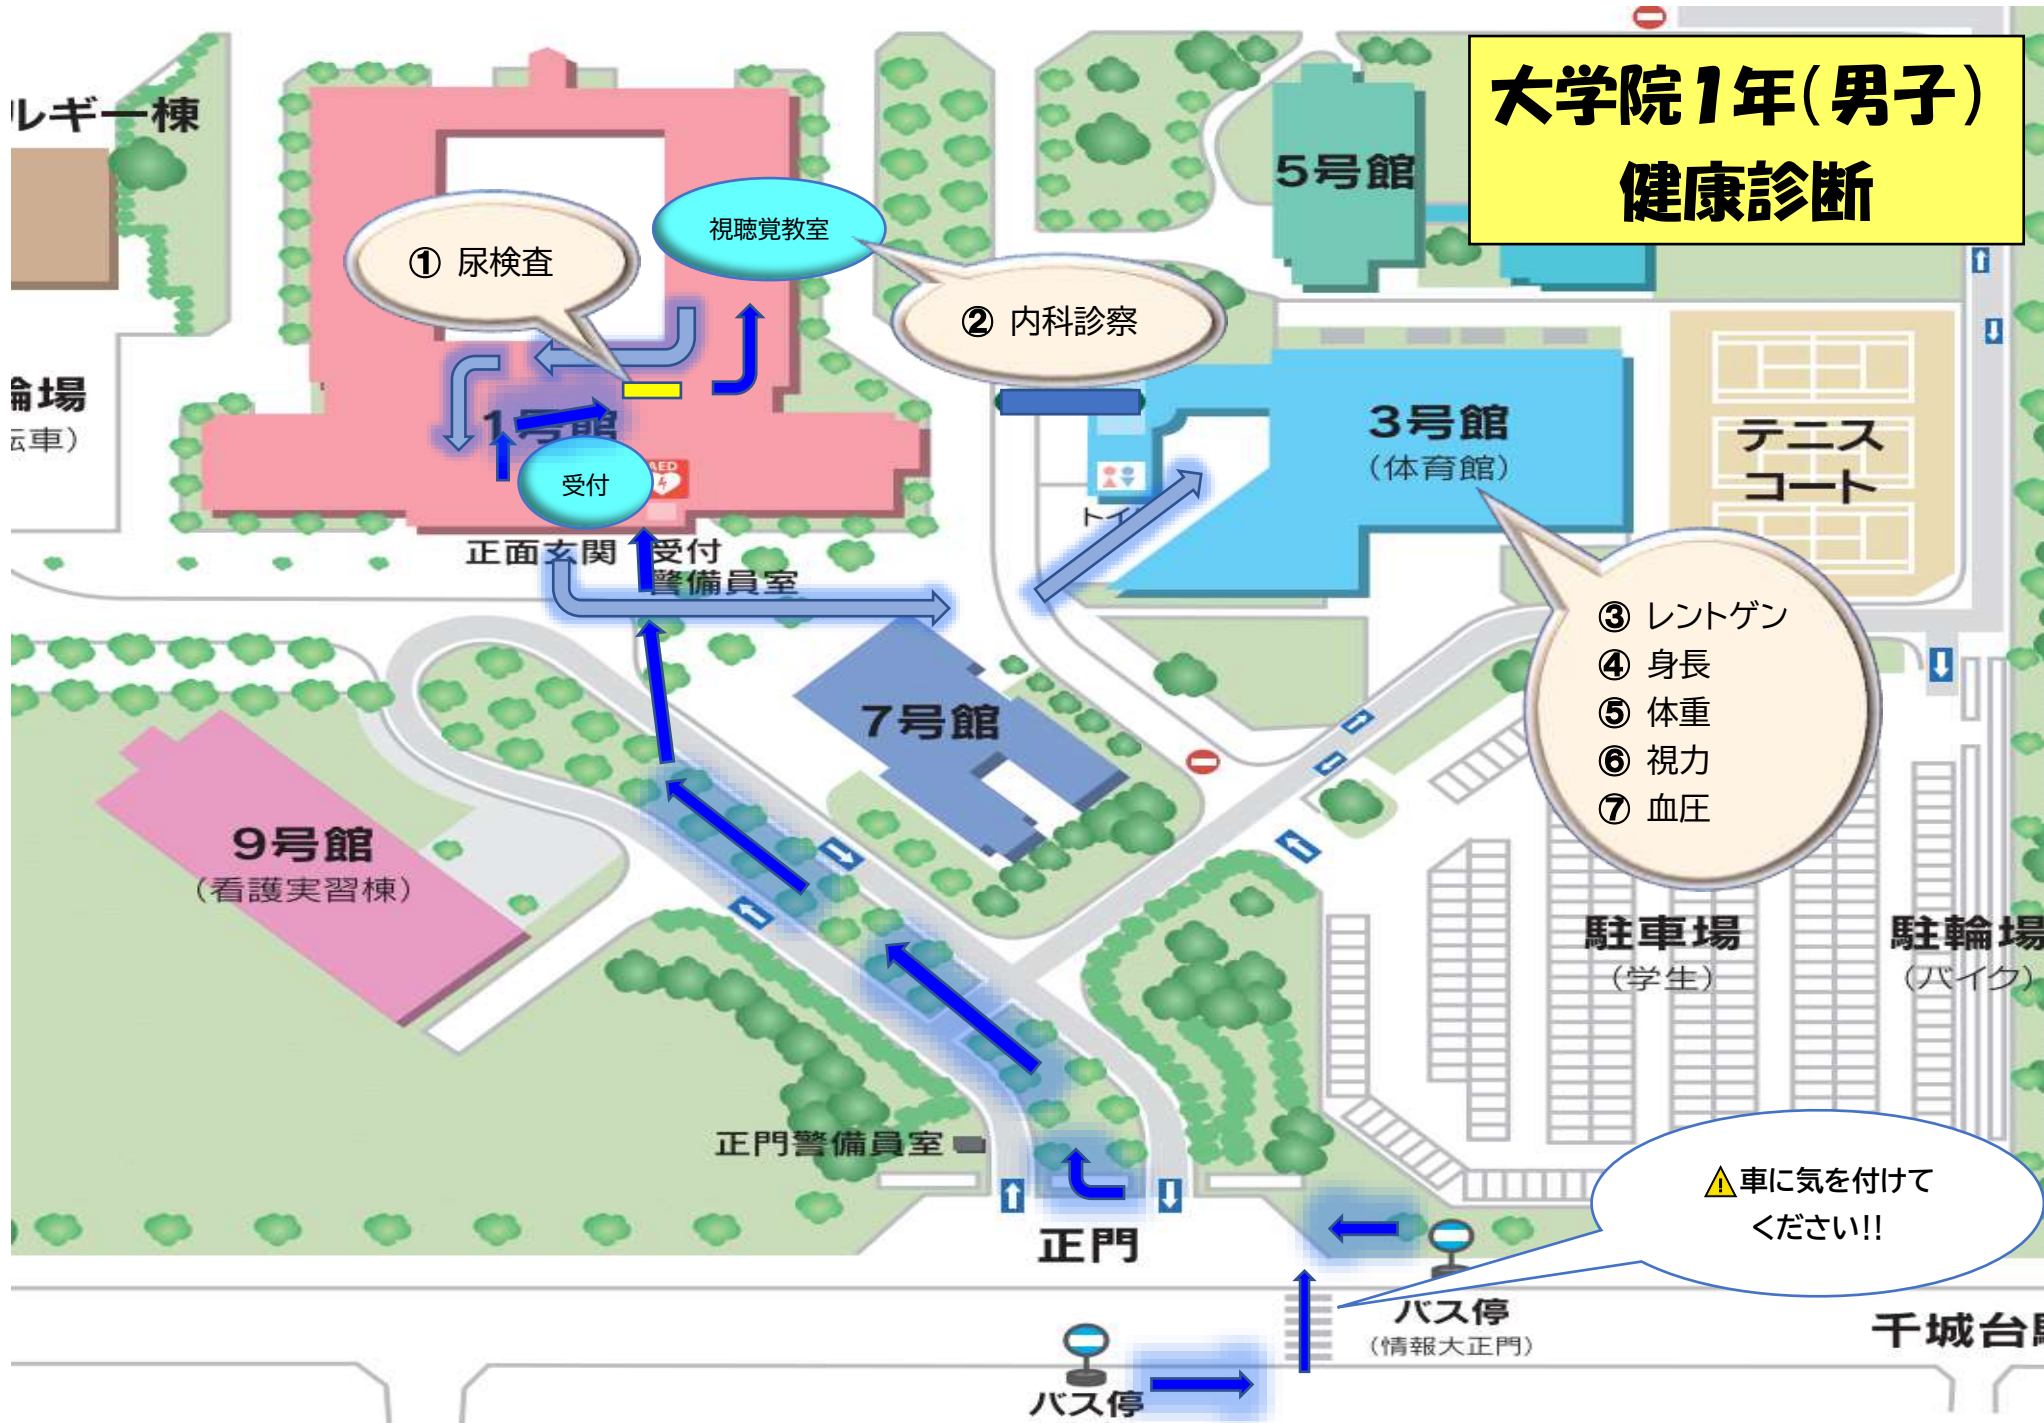 大学院1年(男子)
健康診断
ルギー棟
5号館
視聴覚教室
① 尿検査
② 内科診察
輪場
転車）
1号館
3号館
（体育館）
テニス
コート
受付
AED
トイレ
正面玄関
受付
警備員室
③ レントゲン
④ 身長
⑤ 体重
⑥ 視力
⑦ 血圧
7号館
9号館
（看護実習棟）
駐車場
（学生）
駐輪場
（バイク）
正門警備員室
⚠車に気を付けて
ください!!
正門
バス停
（情報大正門）
千城台駅
バス停